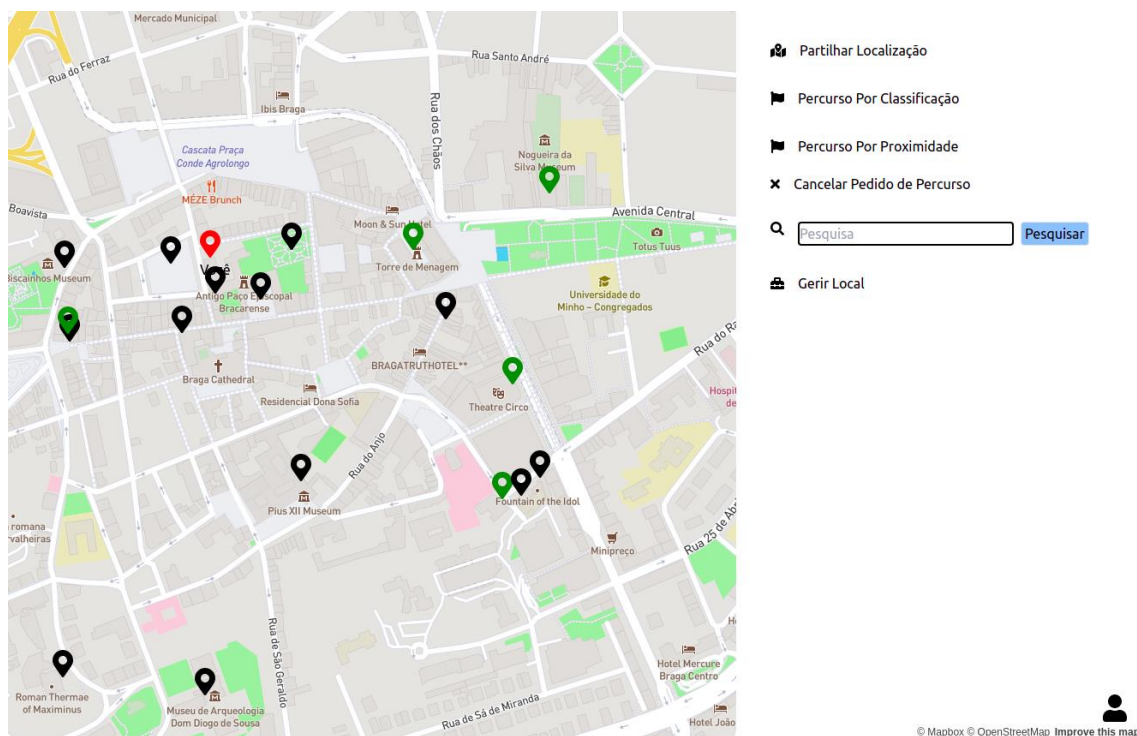 Mercado Municipal
Rua do Ferraz
Rua Santo André
Ibis Braga
Rua dos Chãos
Cascata Praça
Conde Agrolongo
Nogueira da
Silva Museum
MÉZE Brunch
Boavista
Avenida Central
Moon & Sun Hotel
Totus Tuus
Torre de Menagem
Você
Biscainhos Museum
Antigo Paço Episcopal
Bracarense
Universidade do
Minho – Congregados
Rua do Ra
BRAGATRUTHOTEL**
Braga Cathedral
Residencial Dona Sofia
Theatre Circo
Hospit
de
Rua do Anjo
Fountain of the Idol
Pius XII Museum
a romana
rvalheiras
Minipreço
Rua 25 de Ab
Rua de São Geraldo
Roman Thermae
of Maximinus
Museu de Arqueologia
Dom Diogo de Sousa
Rua de Sá de Miranda
Hotel Mercure
Braga Centro
Hotel João
Partilhar Localização
Percurso Por Classificação
Percurso Por Proximidade
Cancelar Pedido de Percurso
Pesquisa Pesquisar
Gerir Local
© Mapbox © OpenStreetMap Improve this map